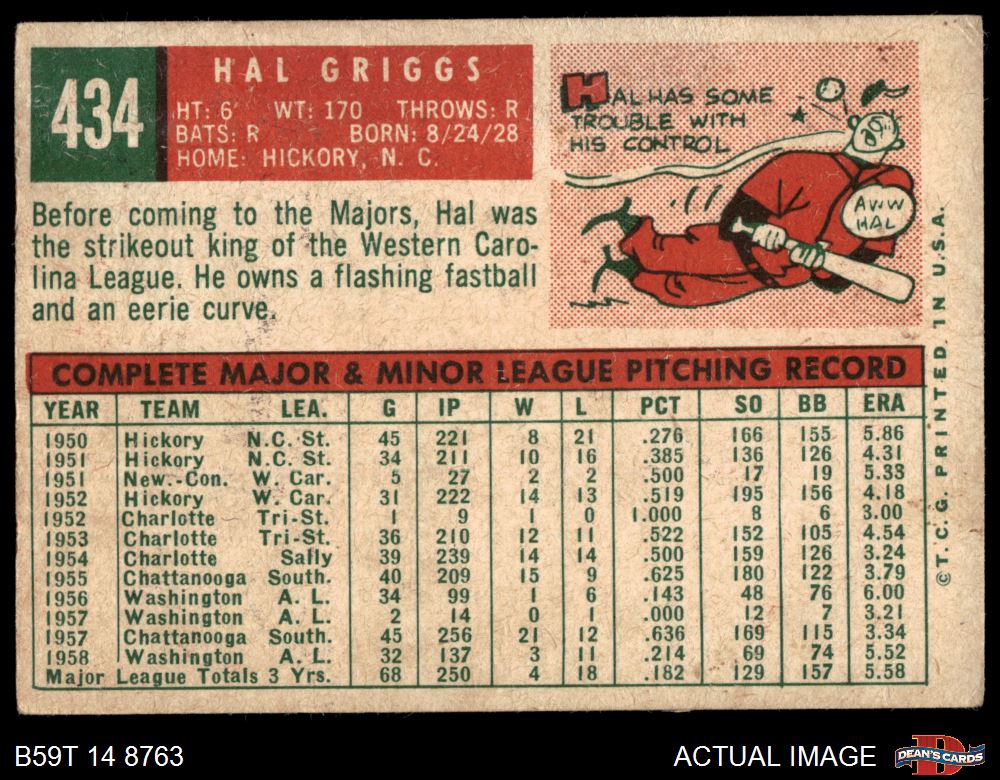 434
HAL GRIGGS
HT: 6' WT: 170 THROWS: R
BATS: R BORN: 8/24/28
HOME: HICKORY, N. C.
HAL HAS SOME
TROUBLE WITH
HIS CONTROL
AWW
HAL
Before coming to the Majors, Hal was
the strikeout king of the Western Caro-
lina League. He owns a flashing fastball
and an eerie curve.
COMPLETE MAJOR & MINOR LEAGUE PITCHING RECORD
YEAR TEAM LEA. G IP W L PCT SO BB ERA
1950 Hickory N.C. St. 45 221 8 21 .276 166 155 5.86
1951 Hickory N.C. St. 34 211 10 16 .385 136 126 4.31
1951 New.-Con. W. Car. 5 27 2 2 .500 17 19 5.33
1952 Hickory W. Car. 31 222 14 13 .519 195 156 4.18
1952 Charlotte Tri-St. 1 9 1 0 1.000 8 6 3.00
1953 Charlotte Tri-St. 36 210 12 11 .522 152 105 4.54
1954 Charlotte Sally 39 239 14 14 .500 159 126 3.24
1955 Chattanooga South. 40 209 15 9 .625 180 122 3.79
1956 Washington A. L. 34 99 1 6 .143 48 76 6.00
1957 Washington A. L. 2 14 0 1 .000 12 7 3.21
1957 Chattanooga South. 45 256 21 12 .636 169 115 3.34
1958 Washington A. L. 32 137 3 11 .214 69 74 5.52
Major League Totals 3 Yrs. 68 250 4 18 .182 129 157 5.58
©T.C.G. PRINTED IN U.S.A.
B59T 14 8763
ACTUAL IMAGE
DEAN'S CARDS